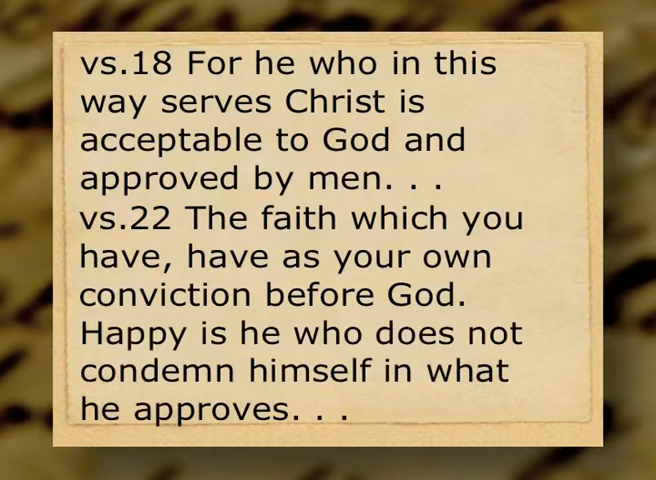 vs.18 For he who in this
way serves Christ is
acceptable to God and
approved by men. . .
vs.22 The faith which you
have, have as your own
conviction before God.
Happy is he who does not
condemn himself in what
he approves. . .